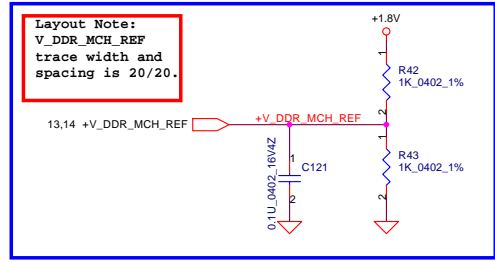 Layout Note:
V_DDR_MCH_REF
trace width and
spacing is 20/20.
+1.8V
1
R42
1K_0402_1%
2
13,14 +V_DDR_MCH_REF
+V_DDR_MCH_REF
1
R43
1K_0402_1%
2
1
C121
2
0.1U_0402_16V4Z